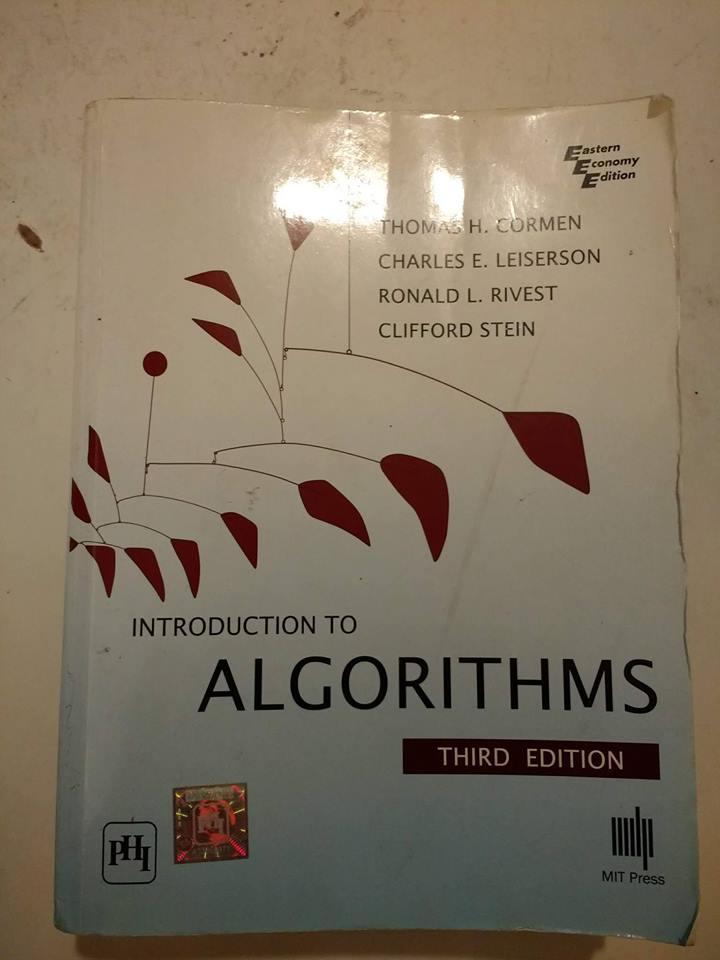 Eastern
Economy
Edition
THOMAS H. CORMEN
CHARLES E. LEISERSON
RONALD L. RIVEST
CLIFFORD STEIN
INTRODUCTION TO
ALGORITHMS
THIRD EDITION
PHI
MIT Press